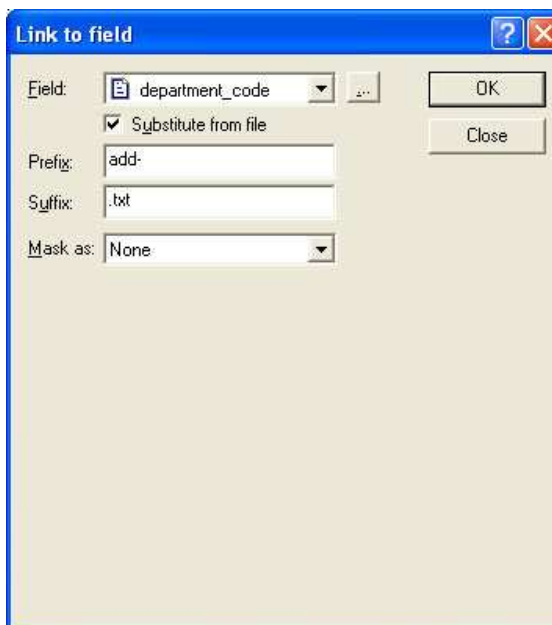 Link to field
?
Field: department_code ... OK
Substitute from file
Close
Prefix: add-
Suffix: .txt
Mask as: None